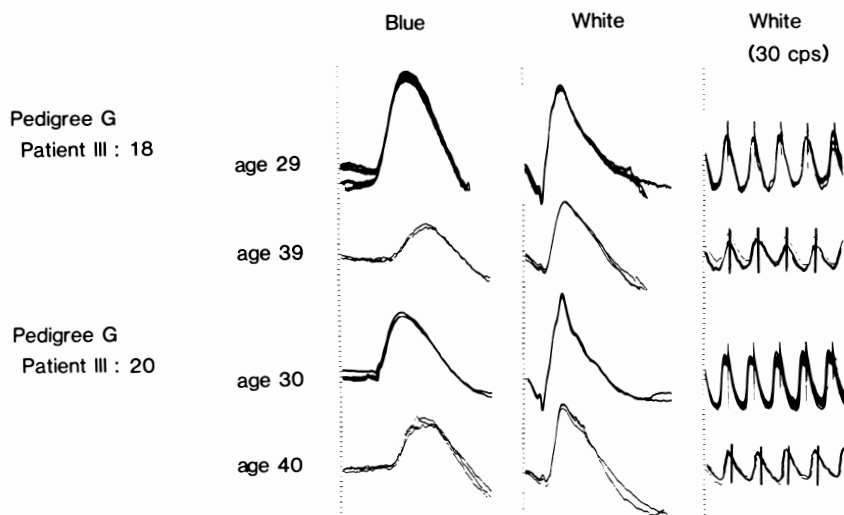 Blue
White
White
(30 cps)
Pedigree G
Patient III : 18
age 29
age 39
Pedigree G
Patient III : 20
age 30
age 40